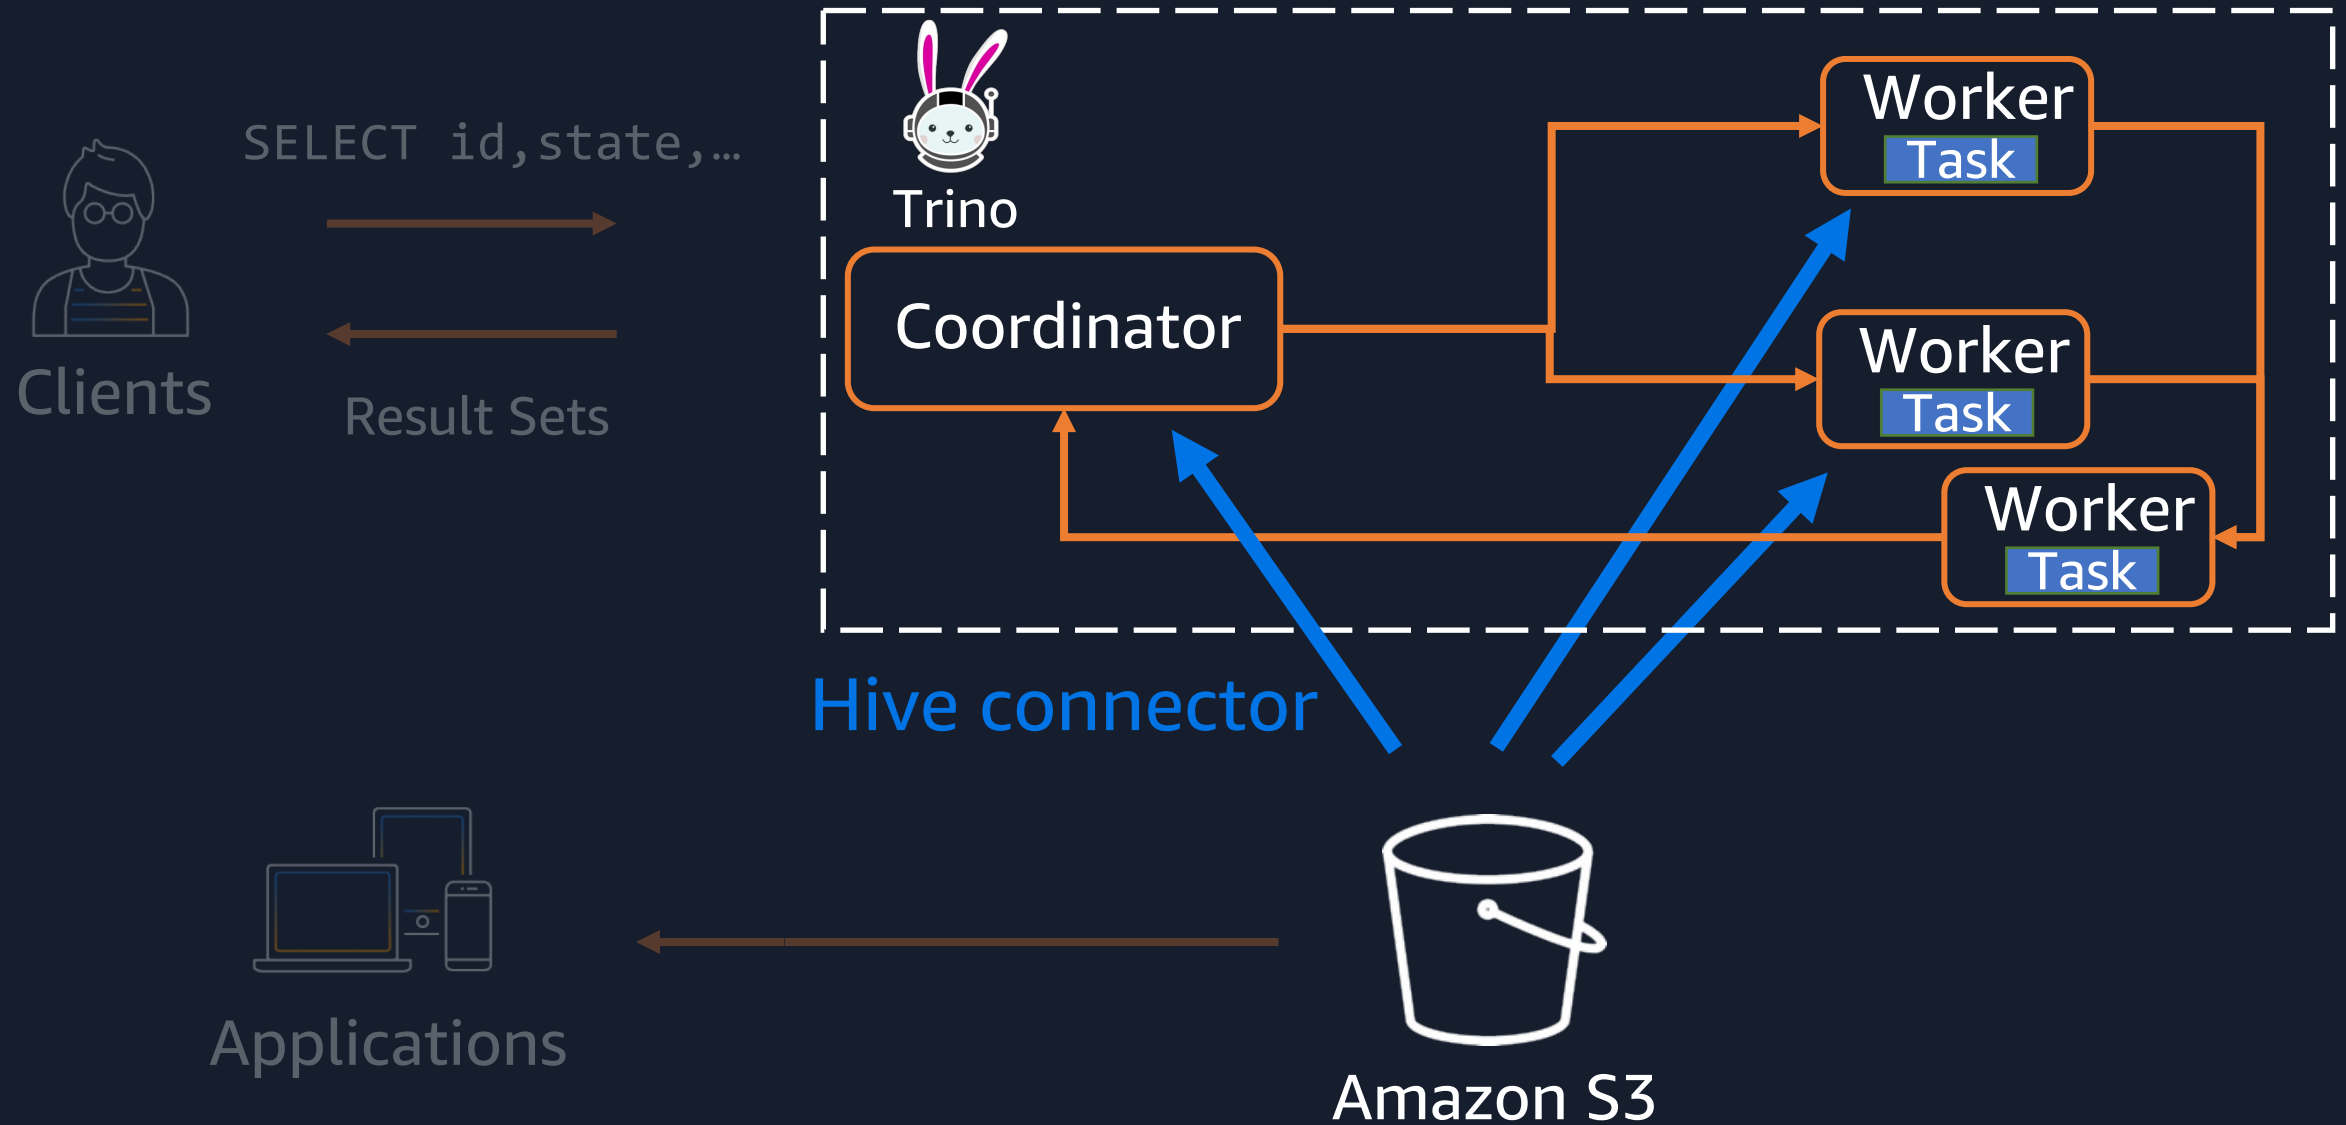 SELECT id,state,…
Clients
Result Sets
Trino
Coordinator
Worker
Task
Worker
Task
Worker
Task
Hive connector
Applications
Amazon S3